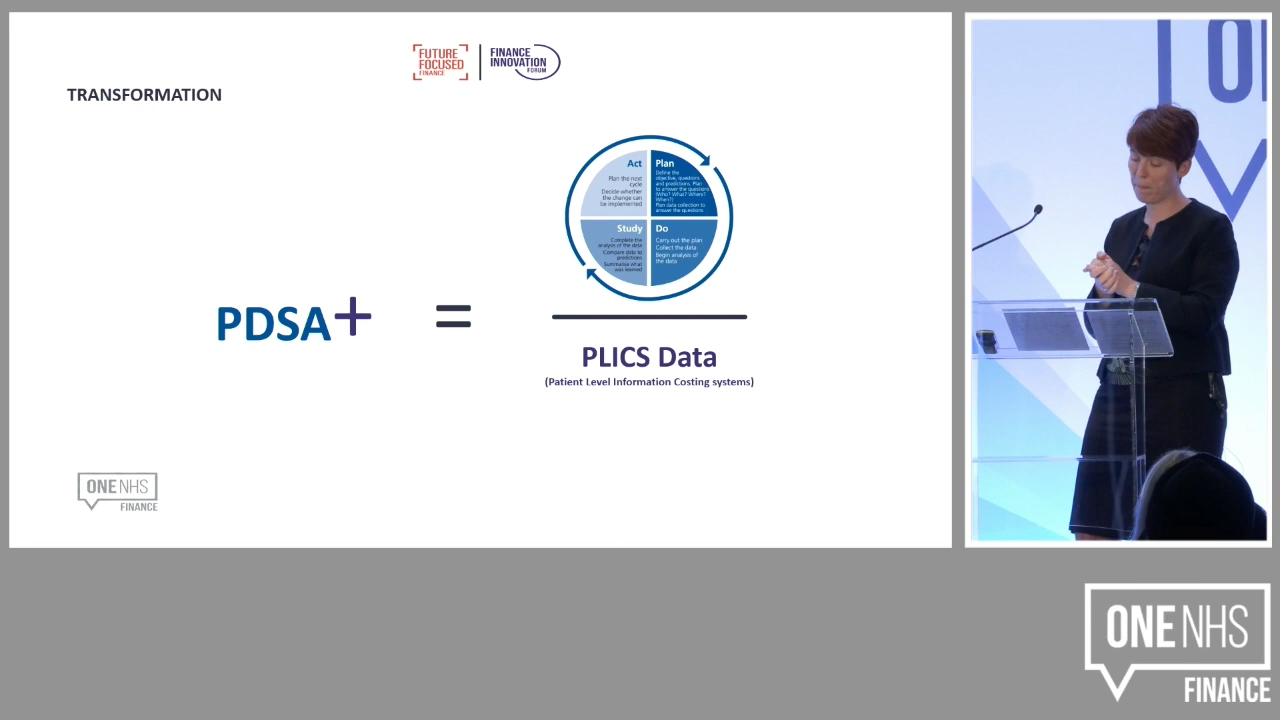 FUTURE
FOCUSED
FINANCE
FINANCE
INNOVATION
FORUM
TRANSFORMATION
Act
Plan the next
cycle
Decide whether
the change can
be implemented
Plan
Define the
objective, questions
and predictions. Plan
to answer the questions
(Who? What? Where?
When?)
Plan data collection to
answer the questions
Study
Complete the
analysis of the data
Compare data to
predictions
Summarise what
was learned
Do
Carry out the plan
Collect the data
Begin analysis of
the data
PDSA+ =
PLICS Data
(Patient Level Information Costing systems)
ONE NHS
FINANCE
ONE NHS
FINANCE